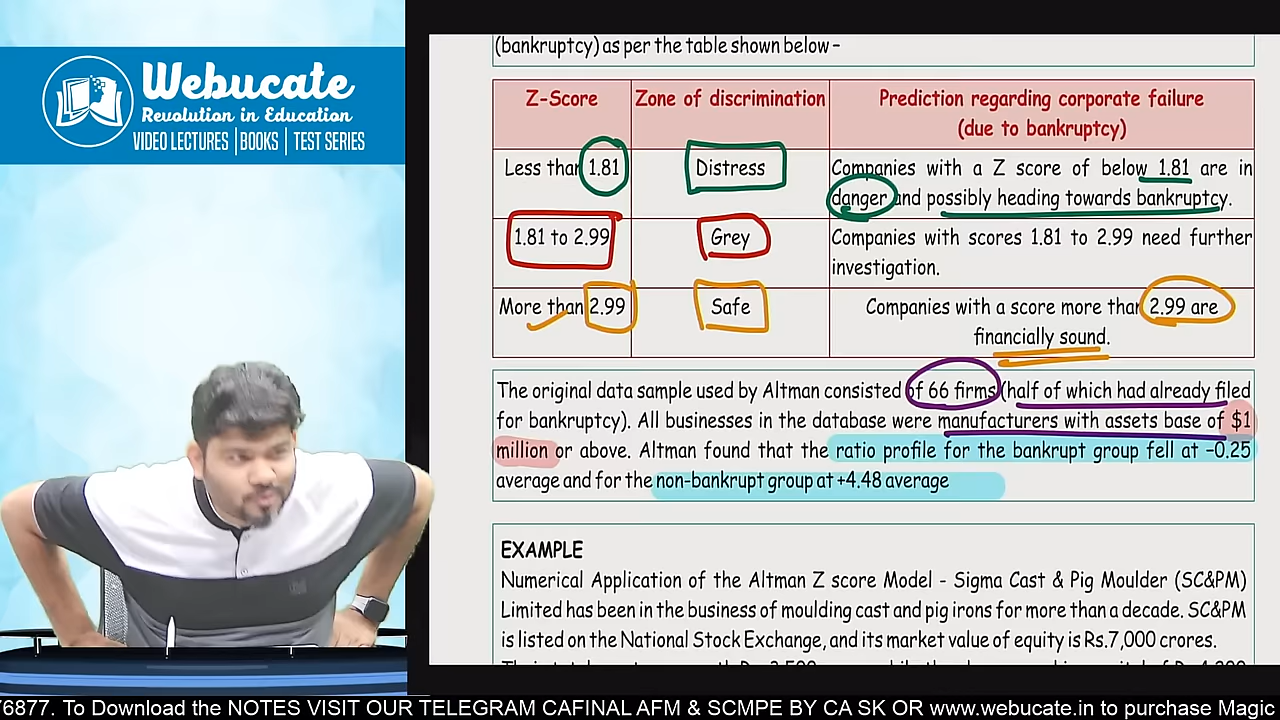 Webucate
Revolution in Education
VIDEO LECTURES | BOOKS | TEST SERIES
(bankruptcy) as per the table shown below –
Z-Score Zone of discrimination Prediction regarding corporate failure
(due to bankruptcy)
Less than 1.81 Distress Companies with a Z score of below 1.81 are in
danger and possibly heading towards bankruptcy.
1.81 to 2.99 Grey Companies with scores 1.81 to 2.99 need further
investigation.
More than 2.99 Safe Companies with a score more than 2.99 are
financially sound.
The original data sample used by Altman consisted of 66 firms (half of which had already filed
for bankruptcy). All businesses in the database were manufacturers with assets base of $1
million or above. Altman found that the ratio profile for the bankrupt group fell at –0.25
average and for the non-bankrupt group at +4.48 average
EXAMPLE
Numerical Application of the Altman Z score Model - Sigma Cast & Pig Moulder (SC&PM)
Limited has been in the business of moulding cast and pig irons for more than a decade. SC&PM
is listed on the National Stock Exchange, and its market value of equity is Rs.7,000 crores.
6877. To Download the NOTES VISIT OUR TELEGRAM CAFINAL AFM & SCMPE BY CA SK OR www.webucate.in to purchase Magic